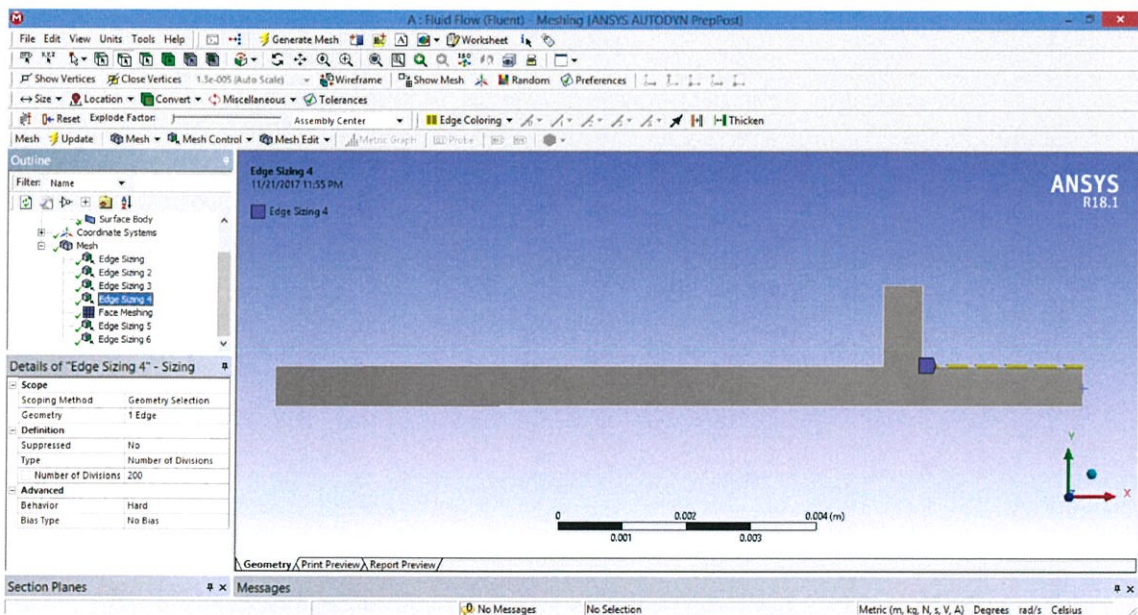 A : Fluid Flow (Fluent) - Meshing [ANSYS AUTODYN PrepPost]
File Edit View Units Tools Help Generate Mesh Worksheet
Show Vertices Close Vertices 1.3e-005 (Auto Scale) Wireframe Show Mesh Random Preferences
Size Location Convert Miscellaneous Tolerances
Reset Explode Factor: Assembly Center Edge Coloring Thicken
Mesh Update Mesh Mesh Control Mesh Edit Metric Graph Probe
Outline
Filter: Name
Surface Body
Coordinate Systems
Mesh
Edge Sizing
Edge Sizing 2
Edge Sizing 3
Edge Sizing 4
Face Meshing
Edge Sizing 5
Edge Sizing 6
Details of "Edge Sizing 4" - Sizing
Scope
Scoping Method Geometry Selection
Geometry 1 Edge
Definition
Suppressed No
Type Number of Divisions
Number of Divisions 200
Advanced
Behavior Hard
Bias Type No Bias
Edge Sizing 4
11/21/2017 11:55 PM
Edge Sizing 4
ANSYS
R18.1
Y
X
0 0.002 0.004 (m)
0.001 0.003
Geometry Print Preview Report Preview
Section Planes Messages
No Messages No Selection Metric (m, kg, N, s, V, A) Degrees rad/s Celsius